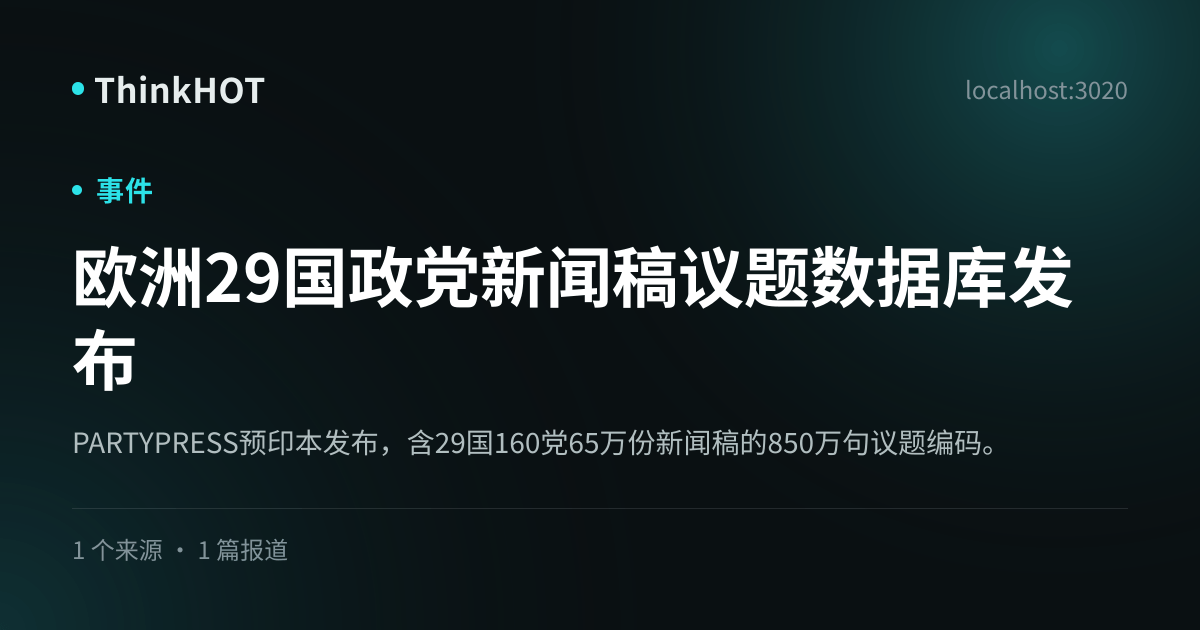 ThinkHOT
localhost:3020
事件
欧洲29国政党新闻稿议题数据库发
布
PARTYPRESS预印本发布，含29国160党65万份新闻稿的850万句议题编码。
1 个来源 · 1 篇报道